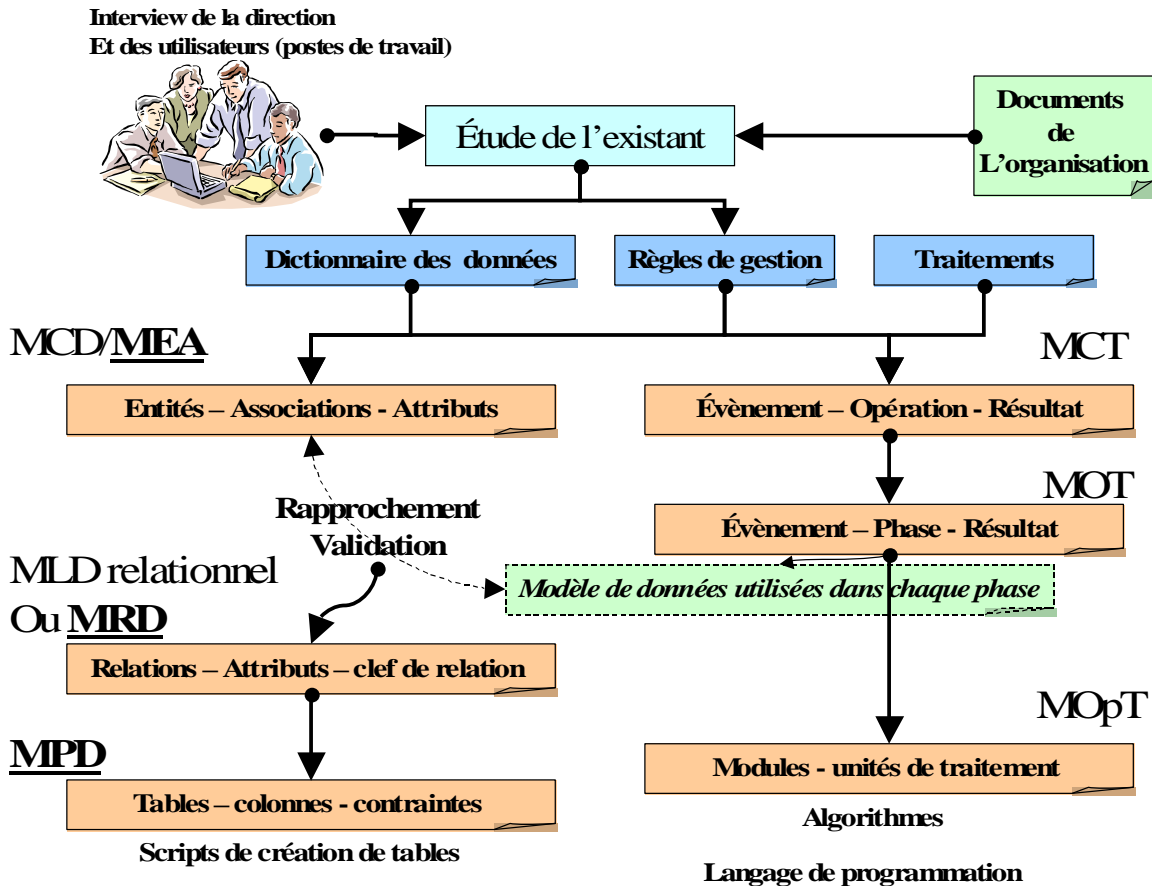 Interview de la direction
Et des utilisateurs (postes de travail)
Étude de l'existant
Documents
de
L'organisation
Dictionnaire des données
Règles de gestion
Traitements
MCD/MEA
MCT
Entités – Associations - Attributs
Évènement – Opération - Résultat
MOT
Rapprochement
Validation
Évènement – Phase - Résultat
MLD relationnel
Ou MRD
Modèle de données utilisées dans chaque phase
Relations – Attributs – clef de relation
MOpT
MPD
Modules - unités de traitement
Tables – colonnes - contraintes
Algorithmes
Scripts de création de tables
Langage de programmation